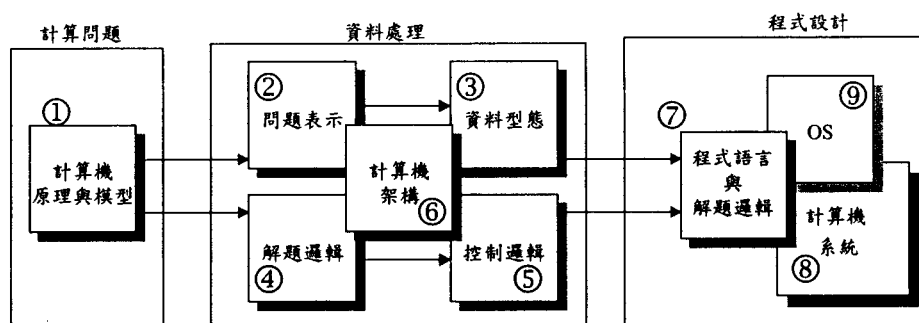 計算問題
資料處理
程式設計
①
計算機
原理與模型
②
問題表示
③
資料型態
④
解題邏輯
⑤
控制邏輯
計算機
架構
⑥
⑦
程式語言
與
解題邏輯
⑨
OS
計算機
系統
⑧